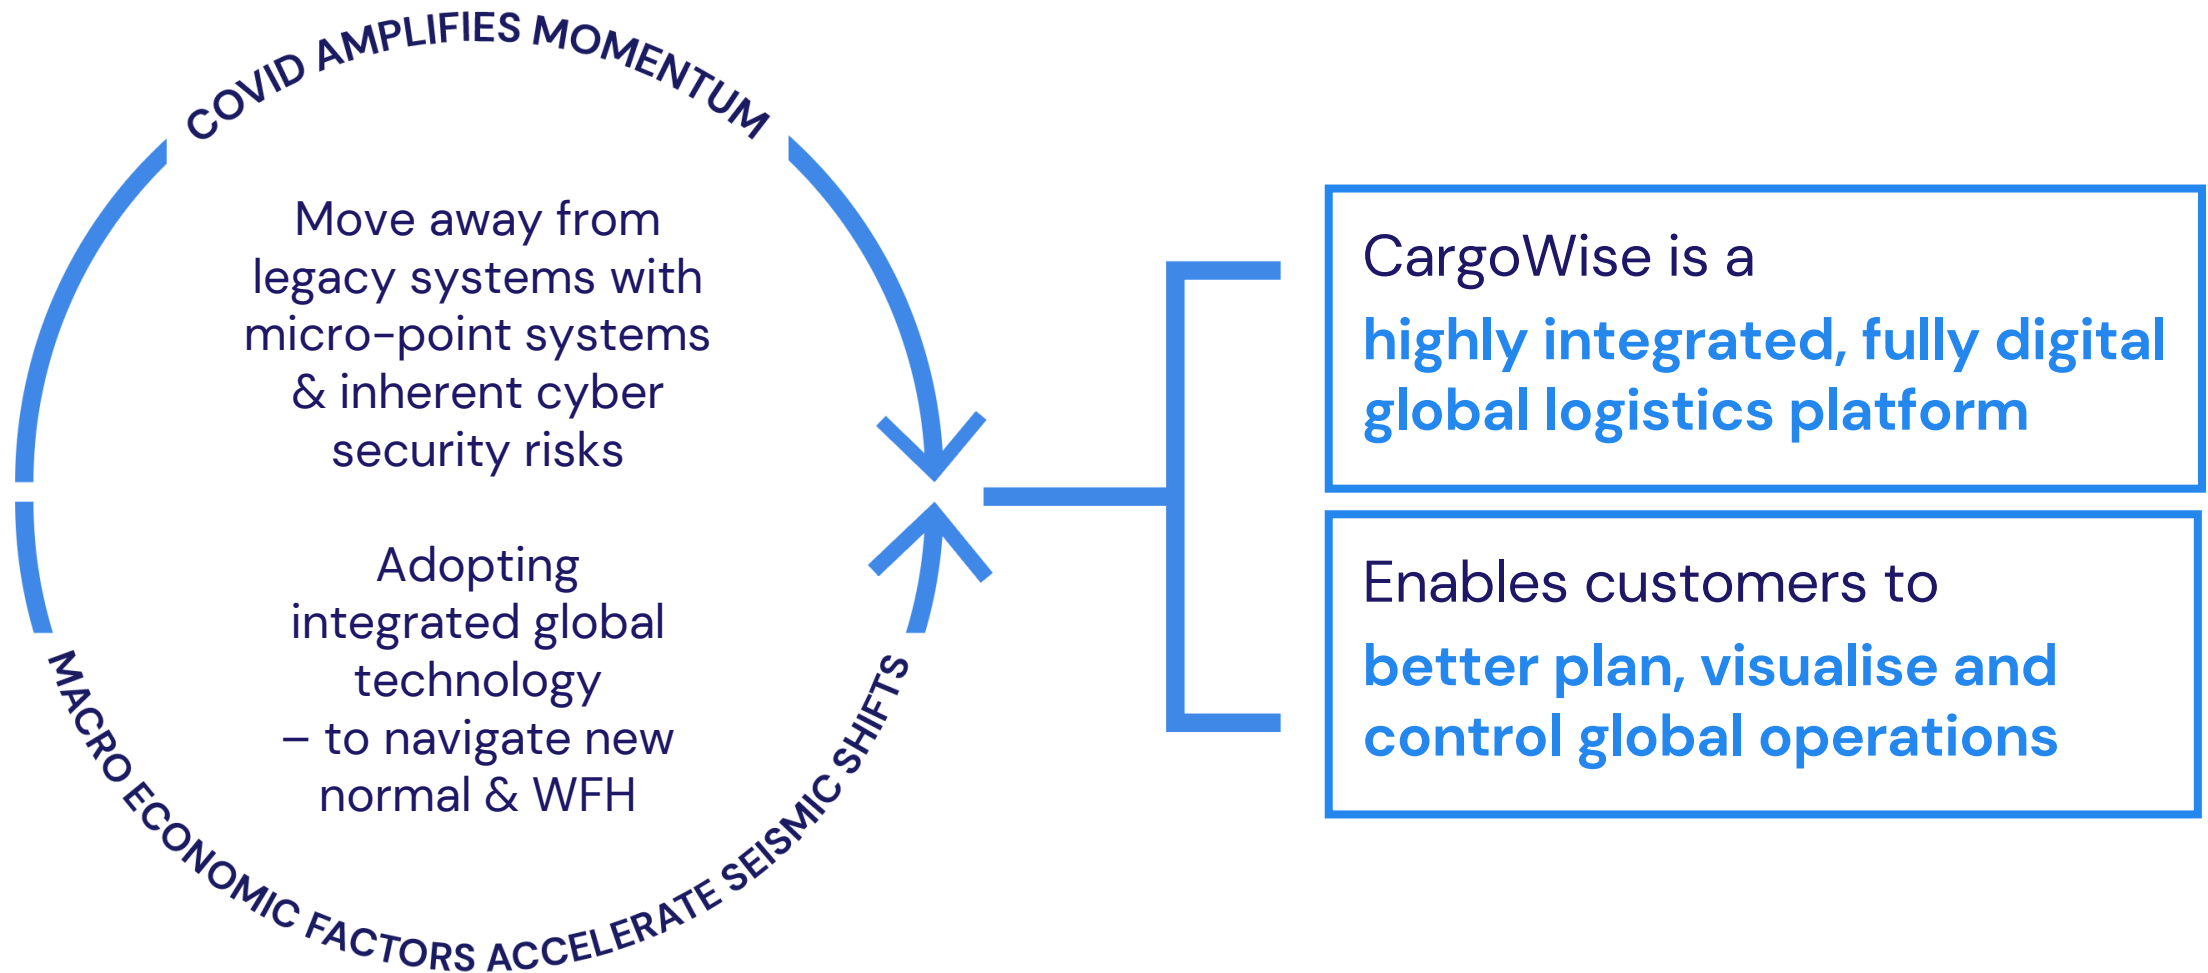 COVID AMPLIFIES MOMENTUM
Move away from
legacy systems with
micro-point systems
& inherent cyber
security risks
Adopting
integrated global
technology
– to navigate new
normal & WFH
MACRO ECONOMIC FACTORS ACCELERATE SEISMIC SHIFTS
CargoWise is a
highly integrated, fully digital
global logistics platform
Enables customers to
better plan, visualise and
control global operations